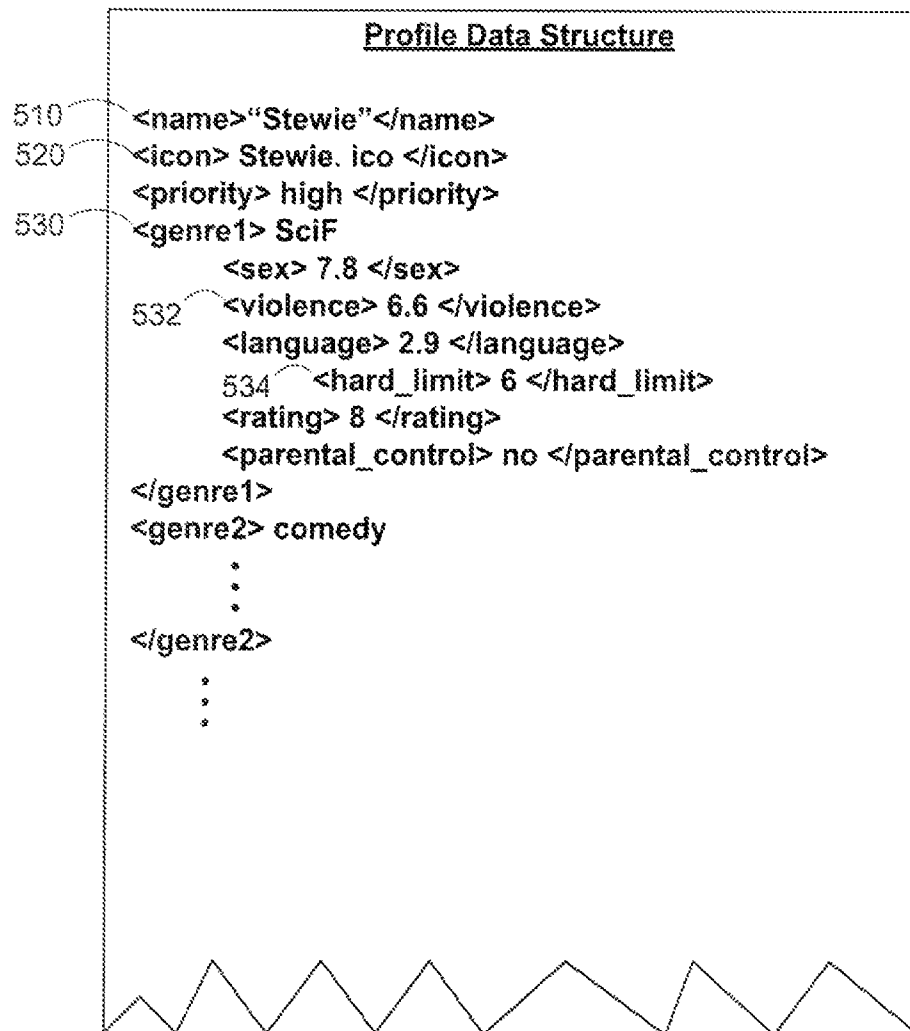 Profile Data Structure
510 <name>“Stewie”</name>
520 <icon> Stewie. ico </icon>
<priority> high </priority>
530 <genre1> SciF
<sex> 7.8 </sex>
532 <violence> 6.6 </violence>
<language> 2.9 </language>
534 <hard_limit> 6 </hard_limit>
<rating> 8 </rating>
<parental_control> no </parental_control>
</genre1>
<genre2> comedy
</genre2>